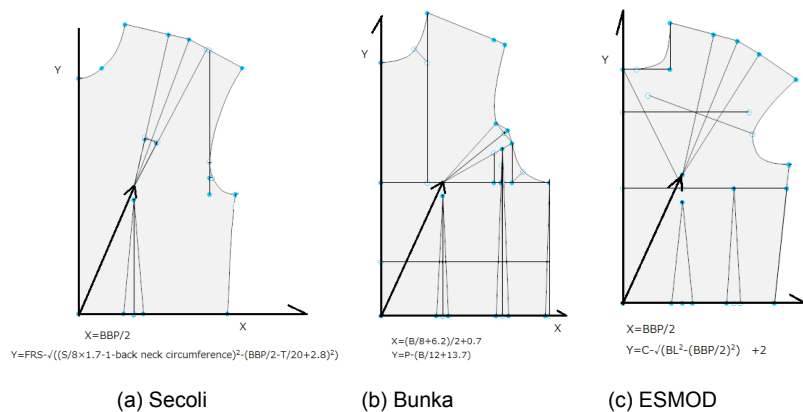 Y
X
X=BBP/2
Y=FRS-√((S/8×1.7-1-back neck circumference)²-(BBP/2-T/20+2.8)²)
(a) Secoli
Y
X
X=(B/8+6.2)/2+0.7
Y=P-(B/12+13.7)
(b) Bunka
Y
X
X=BBP/2
Y=C-√(BL²-(BBP/2)²) +2
(c) ESMOD